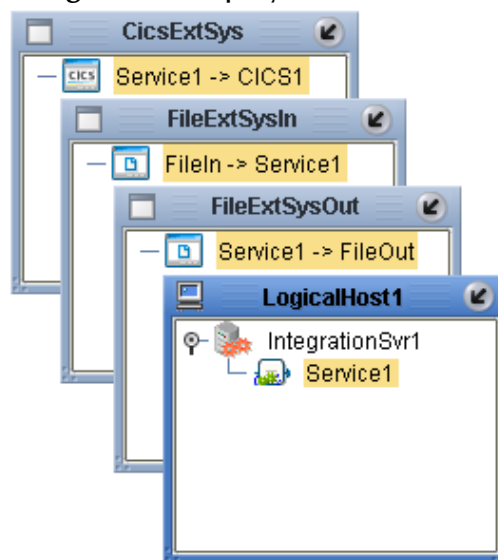 CicsExtSys
CICS
Service1 -> CICS1
FileExtSysIn
FileIn -> Service1
FileExtSysOut
Service1 -> FileOut
LogicalHost1
IntegrationSvr1
Service1